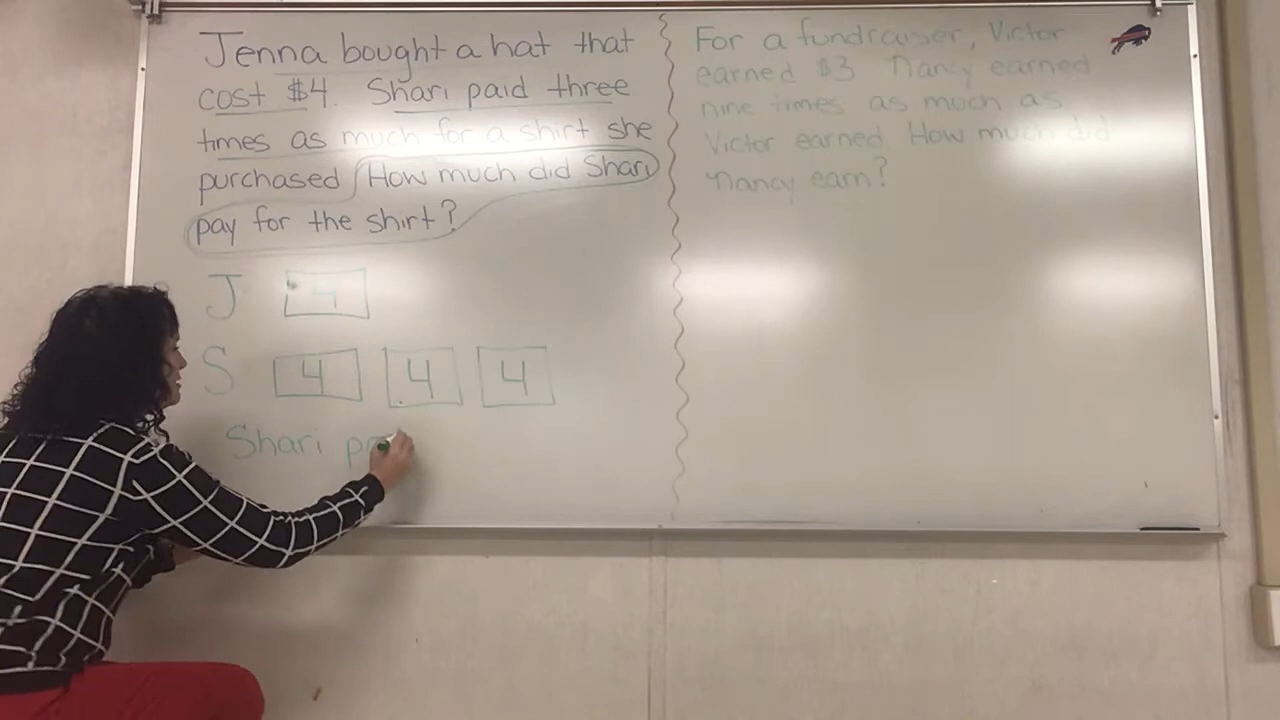 Jenna bought a hat that
cost $4. Shari paid three
times as much for a shirt she
purchased How much did Shari
pay for the shirt?
J 4
S 4 4 4
Shari pa
For a fundraiser, Victor
earned $3 Nancy earned
nine times as much as
Victor earned How much did
Nancy earn?